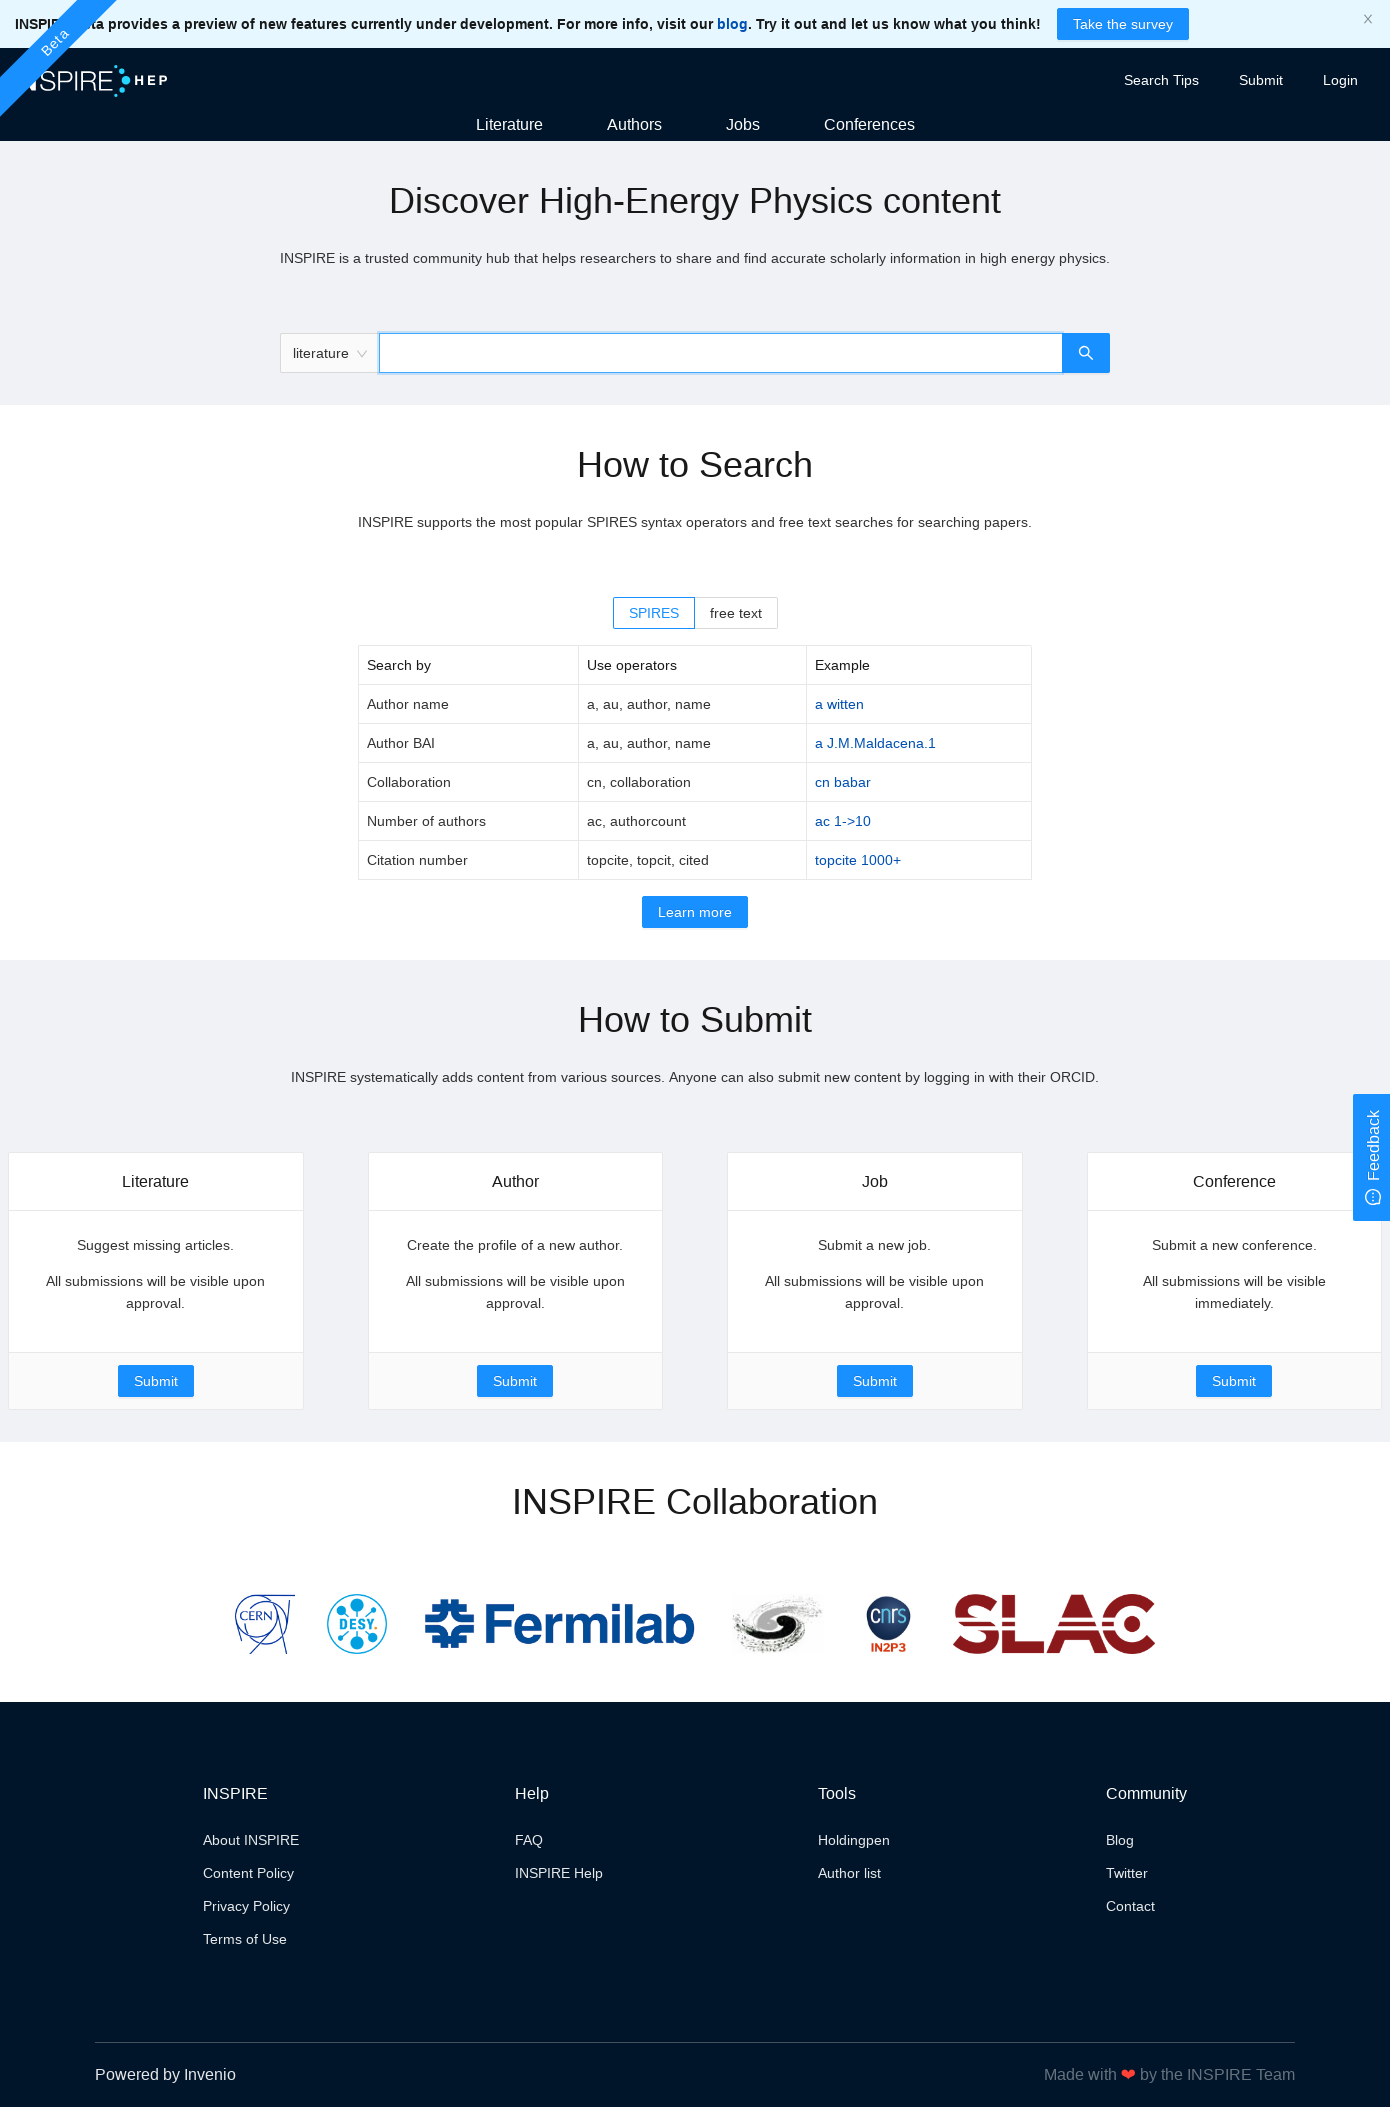 INSPIRE beta provides a preview of new features currently under development. For more info, visit our blog. Try it out and let us know what you think!
Take the survey
Beta
INSPIRE HEP
Search Tips
Submit
Login
Literature
Authors
Jobs
Conferences
Discover High-Energy Physics content
INSPIRE is a trusted community hub that helps researchers to share and find accurate scholarly information in high energy physics.
literature
How to Search
INSPIRE supports the most popular SPIRES syntax operators and free text searches for searching papers.
SPIRES
free text
Search by
Use operators
Example
Author name
a, au, author, name
a witten
Author BAI
a, au, author, name
a J.M.Maldacena.1
Collaboration
cn, collaboration
cn babar
Number of authors
ac, authorcount
ac 1->10
Citation number
topcite, topcit, cited
topcite 1000+
Learn more
How to Submit
INSPIRE systematically adds content from various sources. Anyone can also submit new content by logging in with their ORCID.
Feedback
Literature
Suggest missing articles.
All submissions will be visible upon
approval.
Submit
Author
Create the profile of a new author.
All submissions will be visible upon
approval.
Submit
Job
Submit a new job.
All submissions will be visible upon
approval.
Submit
Conference
Submit a new conference.
All submissions will be visible
immediately.
Submit
INSPIRE Collaboration
CERN
DESY.
Fermilab
cnrs
IN2P3
SLAC
INSPIRE
About INSPIRE
Content Policy
Privacy Policy
Terms of Use
Help
FAQ
INSPIRE Help
Tools
Holdingpen
Author list
Community
Blog
Twitter
Contact
Powered by Invenio
Made with ❤ by the INSPIRE Team